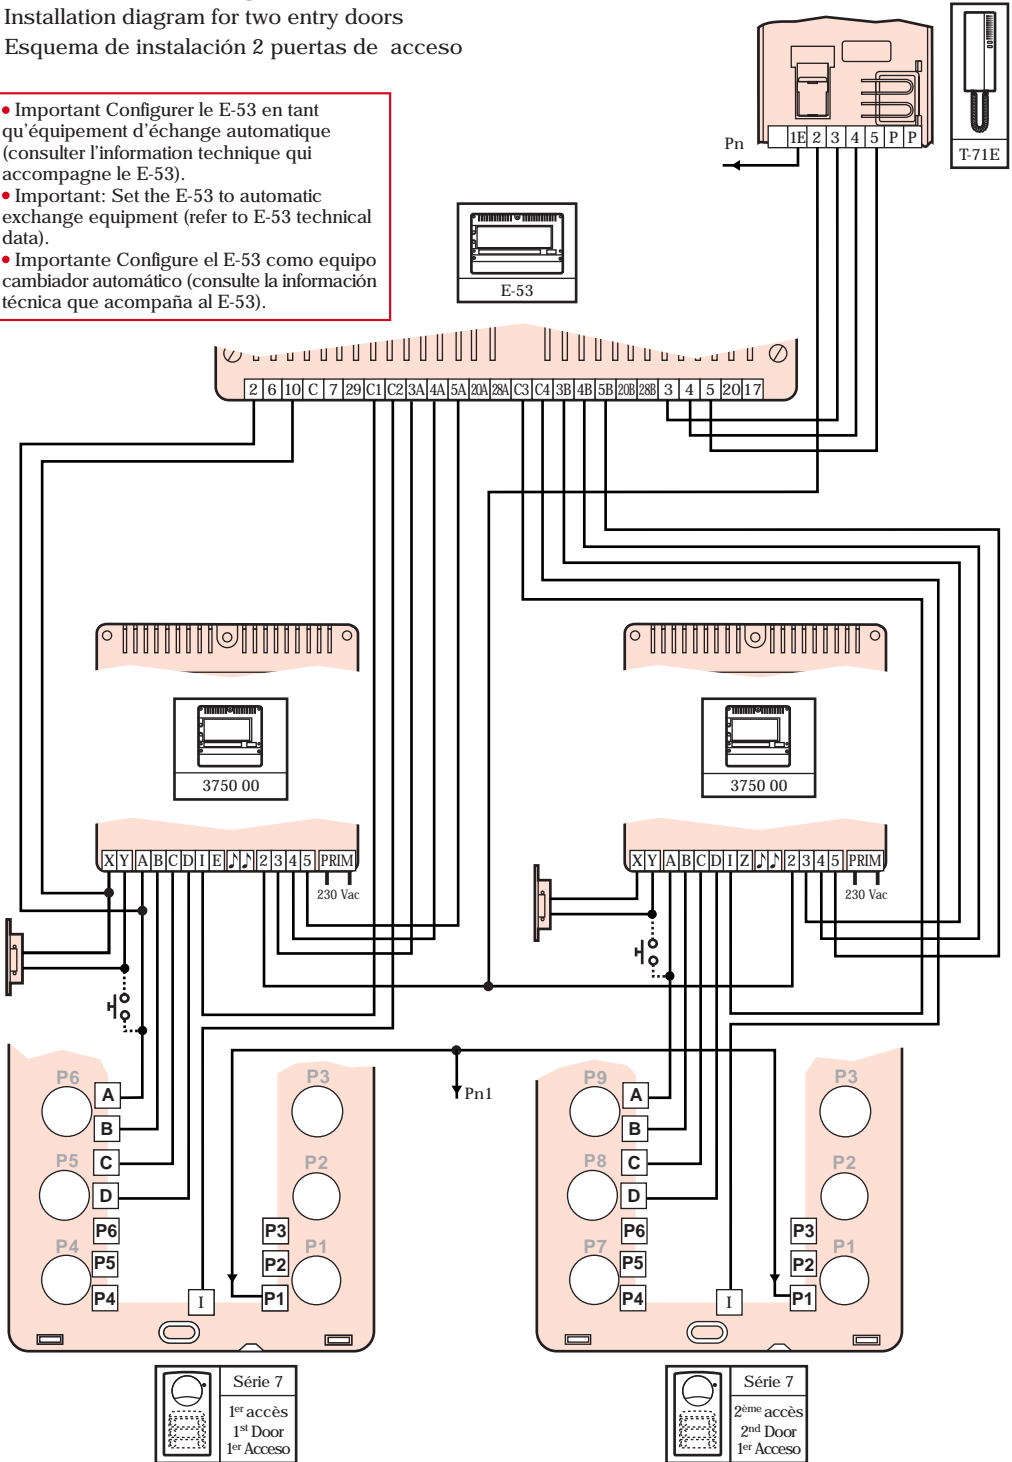 Installation diagram for two entry doors
Esquema de instalación 2 puertas de acceso
• Important Configurer le E-53 en tant
qu'équipement d'échange automatique
(consulter l'information technique qui
accompagne le E-53).
• Important: Set the E-53 to automatic
exchange equipment (refer to E-53 technical
data).
• Importante Configure el E-53 como equipo
cambiador automático (consulte la información
técnica que acompaña al E-53).
Pn
1E 2 3 4 5 P P
T-71E
E-53
2 6 10 C 7 29 C1 C2 3A 4A 5A 20A 28A C3 C4 3B 4B 5B 20B 28B 3 4 5 20 17
3750 00
3750 00
X Y A B C D I E ♪ ♪ 2 3 4 5 PRIM
230 Vac
X Y A B C D I Z ♪ ♪ 2 3 4 5 PRIM
230 Vac
Pn1
P6
A
B
P5
C
D
P6
P4
P5
P4
I
P3
P2
P3
P1
P2
P1
P9
A
B
P8
C
D
P6
P7
P5
P4
I
P3
P2
P3
P1
P2
P1
Série 7
1er accès
1st Door
1er Acceso
Série 7
2ème accès
2nd Door
1er Acceso